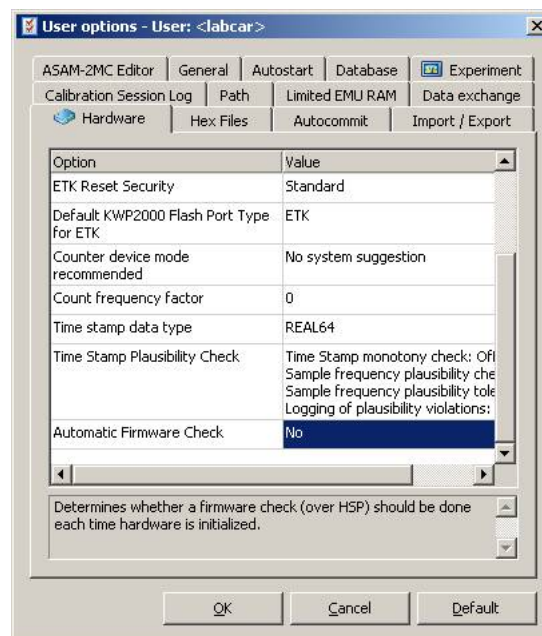 User options - User: <labcar>
ASAM-2MC Editor General Autostart Database Experiment
Calibration Session Log Path Limited EMU RAM Data exchange
Hardware Hex Files Autocommit Import / Export
Option Value
ETK Reset Security Standard
Default KWP2000 Flash Port Type ETK
for ETK
Counter device mode No system suggestion
recommended
Count frequency factor 0
Time stamp data type REAL64
Time Stamp Plausibility Check Time Stamp monotony check: Off
Sample frequency plausibility che
Sample frequency plausibility tole
Logging of plausibility violations:
Automatic Firmware Check No
Determines whether a firmware check (over HSP) should be done
each time hardware is initialized.
OK Cancel Default